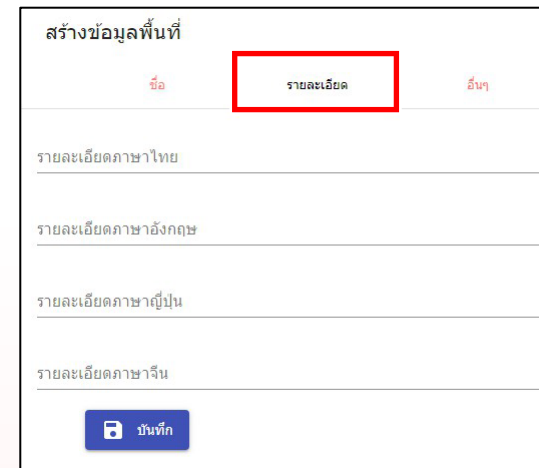 สร้างข้อมูลพื้นที่
ชื่อ รายละเอียด อื่นๆ
รายละเอียดภาษาไทย
รายละเอียดภาษาอังกฤษ
รายละเอียดภาษาญี่ปุ่น
รายละเอียดภาษาจีน
บันทึก